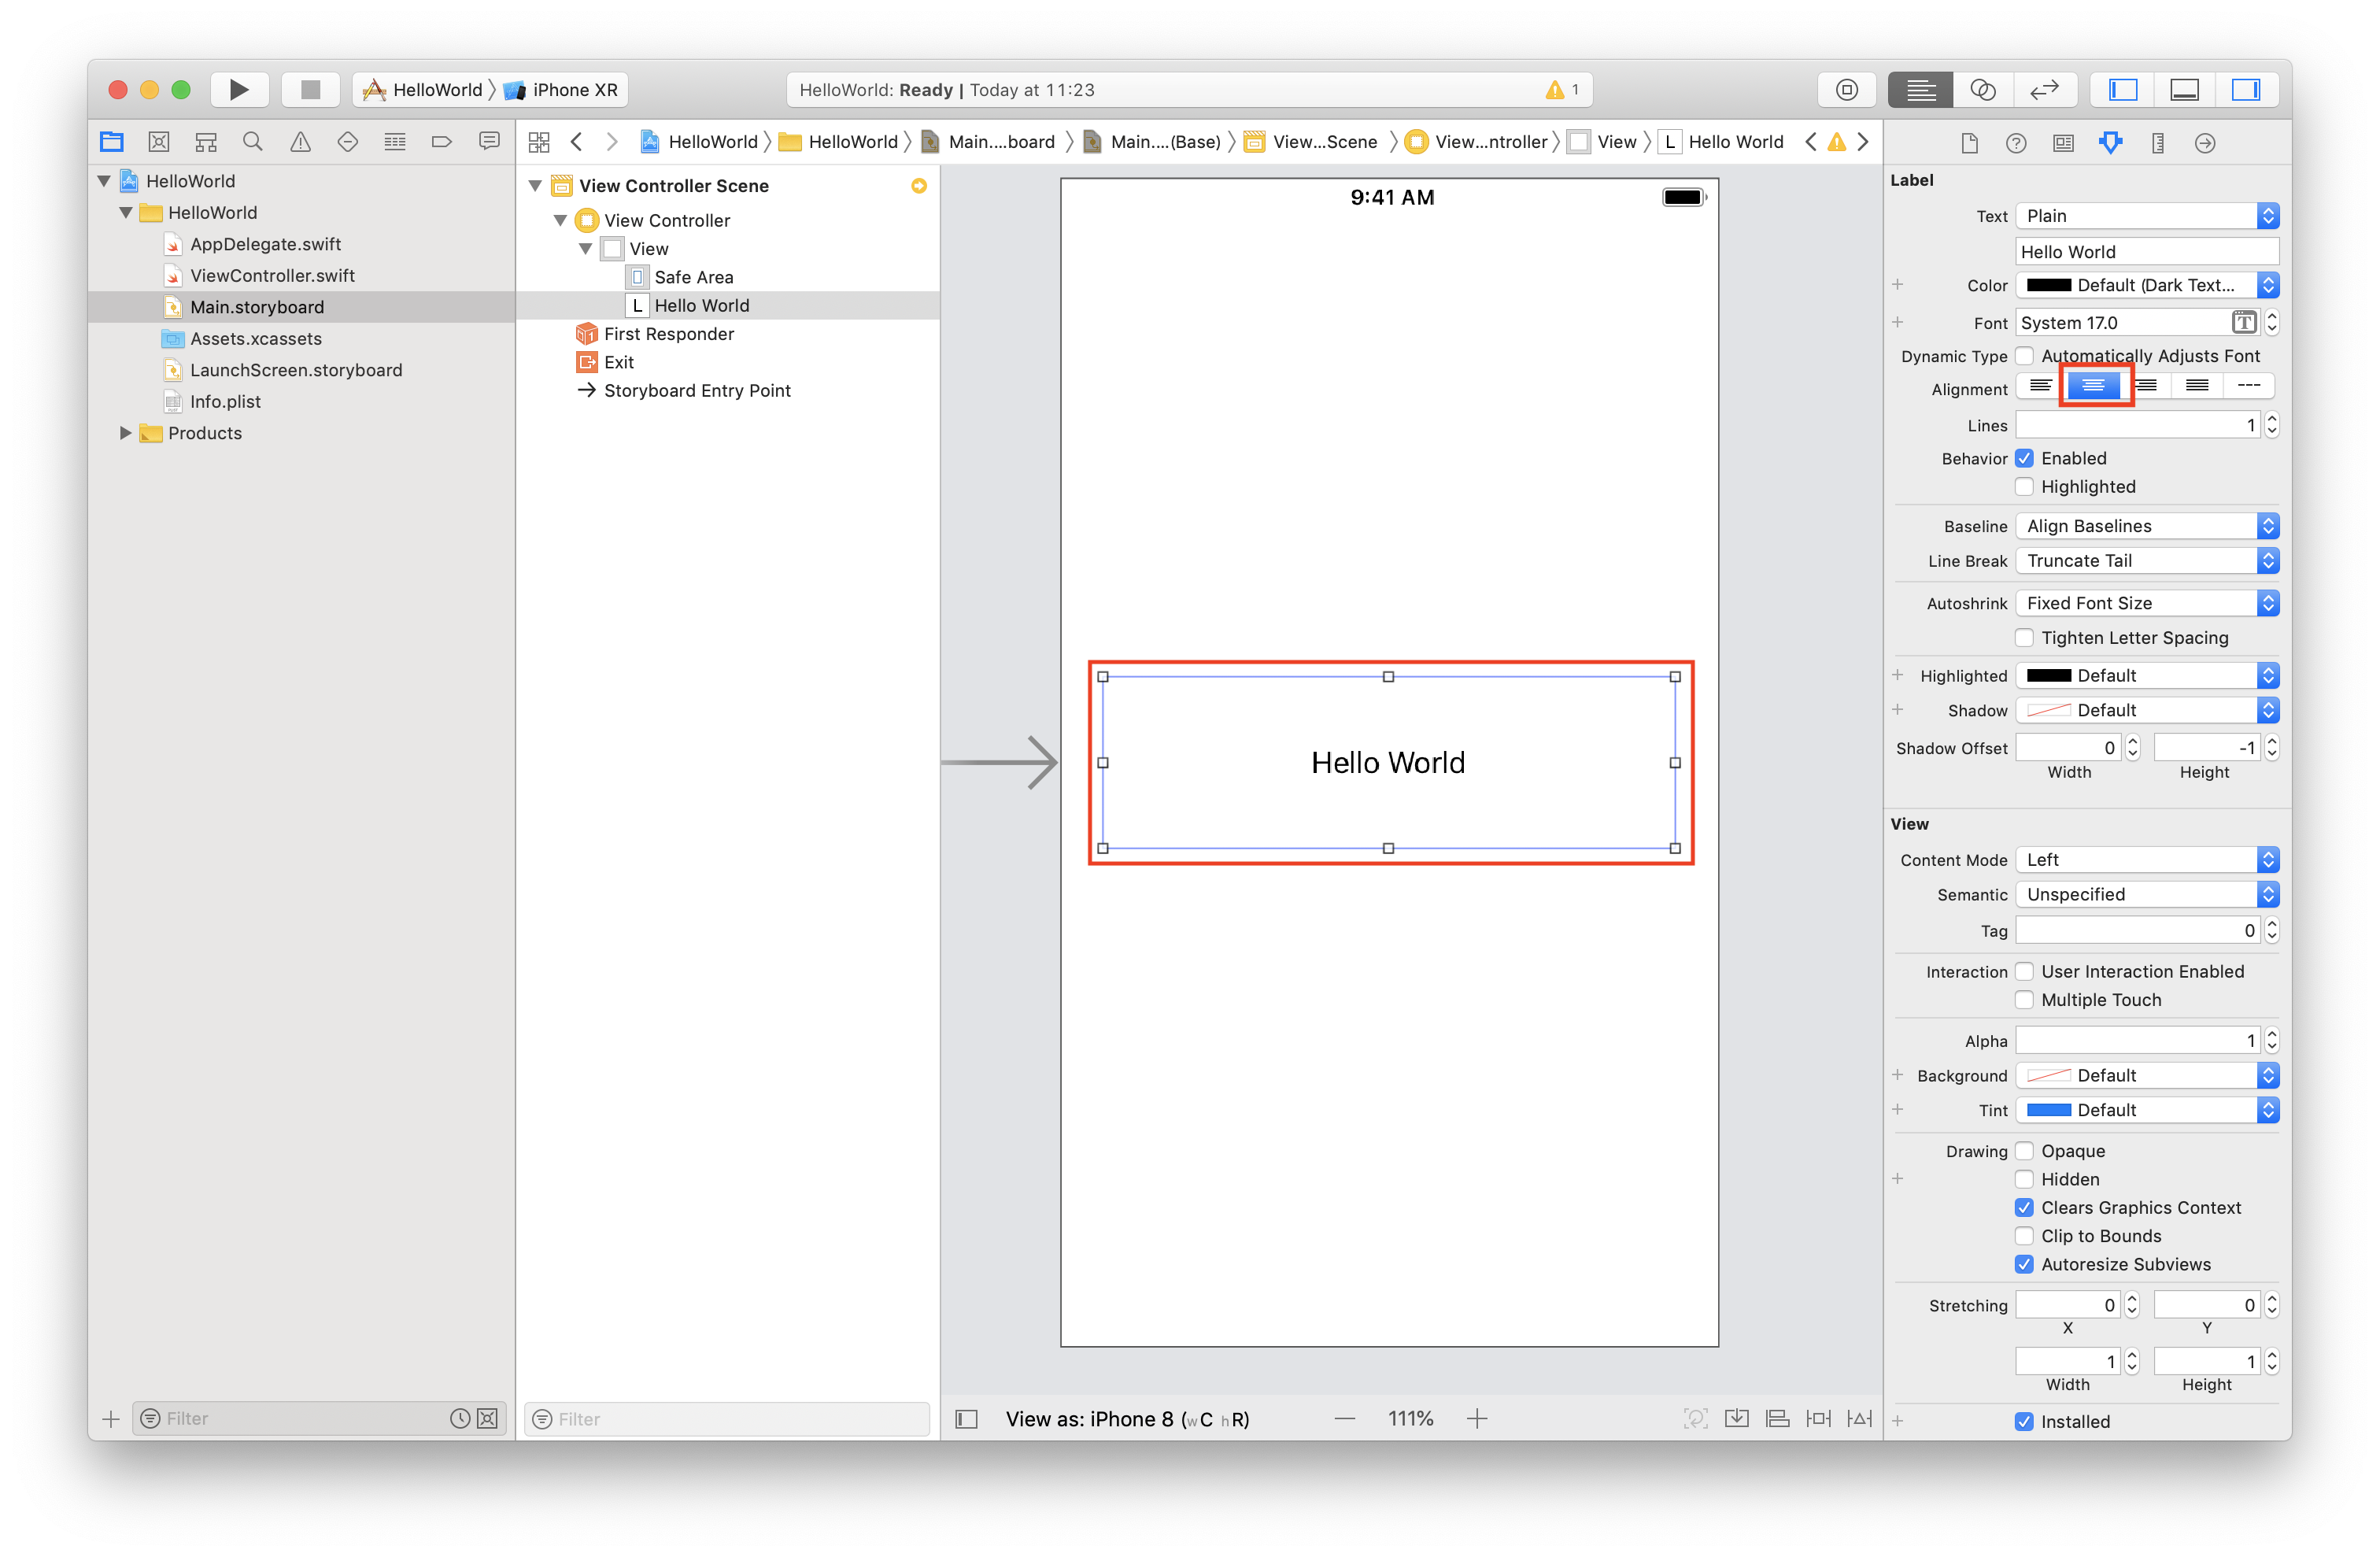 HelloWorld iPhone XR
HelloWorld: Ready | Today at 11:23
1
HelloWorld HelloWorld Main....board Main....(Base) View...Scene View...ntroller View L Hello World
HelloWorld
HelloWorld
AppDelegate.swift
ViewController.swift
Main.storyboard
Assets.xcassets
LaunchScreen.storyboard
Info.plist
Products
Filter
View Controller Scene
View Controller
View
Safe Area
L Hello World
First Responder
Exit
Storyboard Entry Point
Filter
9:41 AM
Hello World
View as: iPhone 8 (wC hR)
111%
Label
Text Plain
Hello World
Color Default (Dark Text...
Font System 17.0 T
Dynamic Type Automatically Adjusts Font
Alignment
Lines 1
Behavior Enabled
Highlighted
Baseline Align Baselines
Line Break Truncate Tail
Autoshrink Fixed Font Size
Tighten Letter Spacing
Highlighted Default
Shadow Default
Shadow Offset 0 -1
Width Height
View
Content Mode Left
Semantic Unspecified
Tag 0
Interaction User Interaction Enabled
Multiple Touch
Alpha 1
Background Default
Tint Default
Drawing Opaque
Hidden
Clears Graphics Context
Clip to Bounds
Autoresize Subviews
Stretching 0 0
X Y
1 1
Width Height
Installed